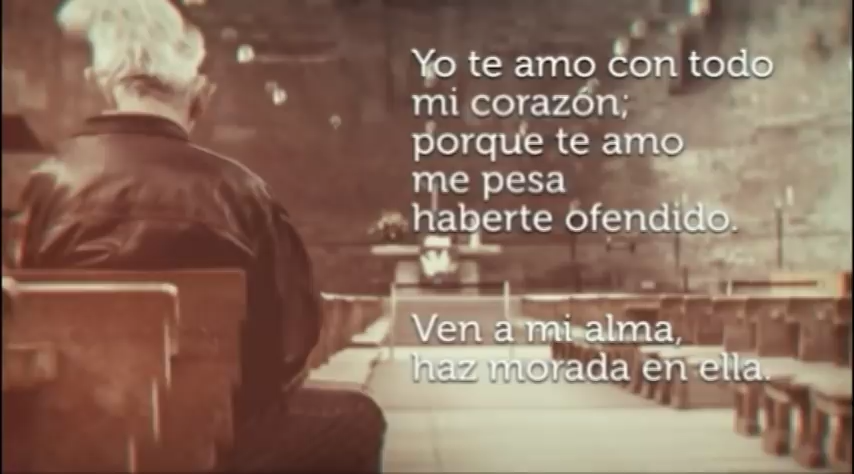 Yo te amo con todo
mi corazón;
porque te amo
me pesa
haberte ofendido.
Ven a mi alma,
haz morada en ella.